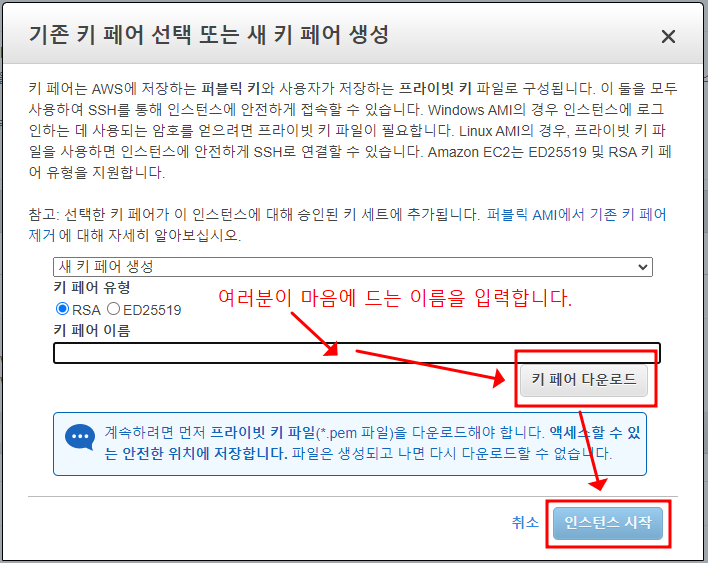 기존 키 페어 선택 또는 새 키 페어 생성
키 페어는 AWS에 저장하는 퍼블릭 키와 사용자가 저장하는 프라이빗 키 파일로 구성됩니다. 이 둘을 모두
사용하여 SSH를 통해 인스턴스에 안전하게 접속할 수 있습니다. Windows AMI의 경우 인스턴스에 로그
인하는 데 사용되는 암호를 얻으려면 프라이빗 키 파일이 필요합니다. Linux AMI의 경우, 프라이빗 키 파
일을 사용하면 인스턴스에 안전하게 SSH로 연결할 수 있습니다. Amazon EC2는 ED25519 및 RSA 키 페
어 유형을 지원합니다.
참고: 선택한 키 페어가 이 인스턴스에 대해 승인된 키 세트에 추가됩니다. 퍼블릭 AMI에서 기존 키 페어
제거 에 대해 자세히 알아보십시오.
새 키 페어 생성
키 페어 유형
RSA ED25519
여러분이 마음에 드는 이름을 입력합니다.
키 페어 이름
키 페어 다운로드
계속하려면 먼저 프라이빗 키 파일(*.pem 파일)을 다운로드해야 합니다. 액세스할 수 있
는 안전한 위치에 저장합니다. 파일은 생성되고 나면 다시 다운로드할 수 없습니다.
취소 인스턴스 시작